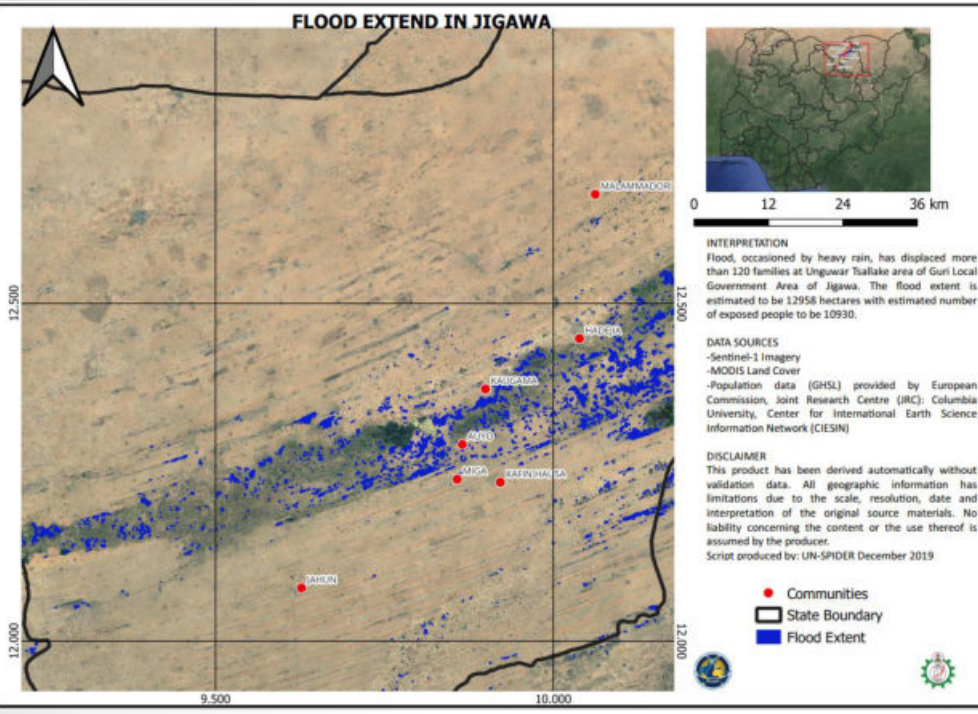 FLOOD EXTEND IN JIGAWA
MALAMMADORI
0 12 24 36 km
INTERPRETATION
Flood, occasioned by heavy rain, has displaced more
than 120 families at Unguwar Tsallake area of Guri Local
Government Area of Jigawa. The flood extent is
estimated to be 12958 hectares with estimated number
of exposed people to be 10930.
12.500
12.500
HADEJIA
DATA SOURCES
-Sentinel-1 Imagery
-MODIS Land Cover
-Population data (GHSL) provided by European
Commission, Joint Research Centre (JRC): Columbia
University, Center for International Earth Science
Information Network (CIESIN)
KAUGAMA
AUYO
MIGA
KAFIN HAUSA
DISCLAIMER
This product has been derived automatically without
validation data. All geographic information has
limitations due to the scale, resolution, date and
interpretation of the original source materials. No
liability concerning the content or the use thereof is
assumed by the producer.
Script produced by: UN-SPIDER December 2019
JAHUN
Communities
State Boundary
Flood Extent
12.000
12.000
9.500
10.000